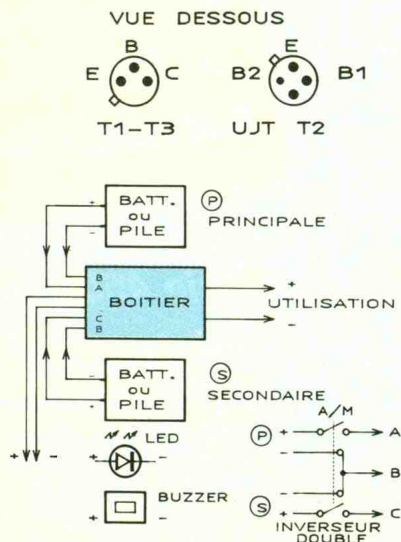 VUE DESSOUS
B
E C
T1-T3
E
B2 B1
UJT T2
+ BATT. ou PILE -
P PRINCIPALE
B
A
C
B
BOITIER
+
UTILISATION
-
- BATT. ou PILE +
S SECONDAIRE
+ -
LED
+ -
BUZZER
+ -
A/M
P + A
-
B
-
S + C
INVERSEUR
DOUBLE